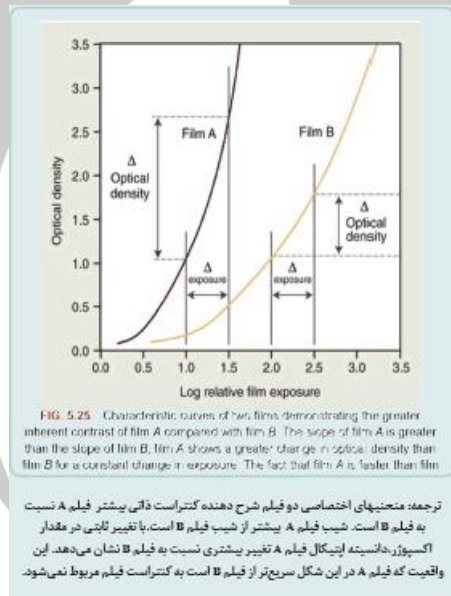 3.5
3.0
2.5
2.0
1.5
1.0
0.5
0.0
Optical density
Film A
Film B
Δ
Optical
density
Δ
Optical
density
Δ
exposure
Δ
exposure
0.0 0.5 1.0 1.5 2.0 2.5 3.0 3.5
Log relative film exposure
FIG. 5.25 Characteristic curves of two films demonstrating the greater
inherent contrast of film A compared with film B. The slope of film A is greater
than the slope of film B; film A shows a greater change in optical density than
film B for a constant change in exposure. The fact that film A is faster than film
ترجمه: منحنیهای اختصاصی دو فیلم شرح دهنده کنتراست ذاتی بیشتر فیلم A نسبت
به فیلم B است. شیب فیلم A بیشتر از شیب فیلم B است. با تغییر ثابتی در مقدار
اکسپوژر، دانسیته اپتیکال فیلم A تغییر بیشتری نسبت به فیلم B نشان می‌دهد. این
واقعیت که فیلم A در این شکل سریع‌تر از فیلم B است به کنتراست فیلم مربوط نمی‌شود.